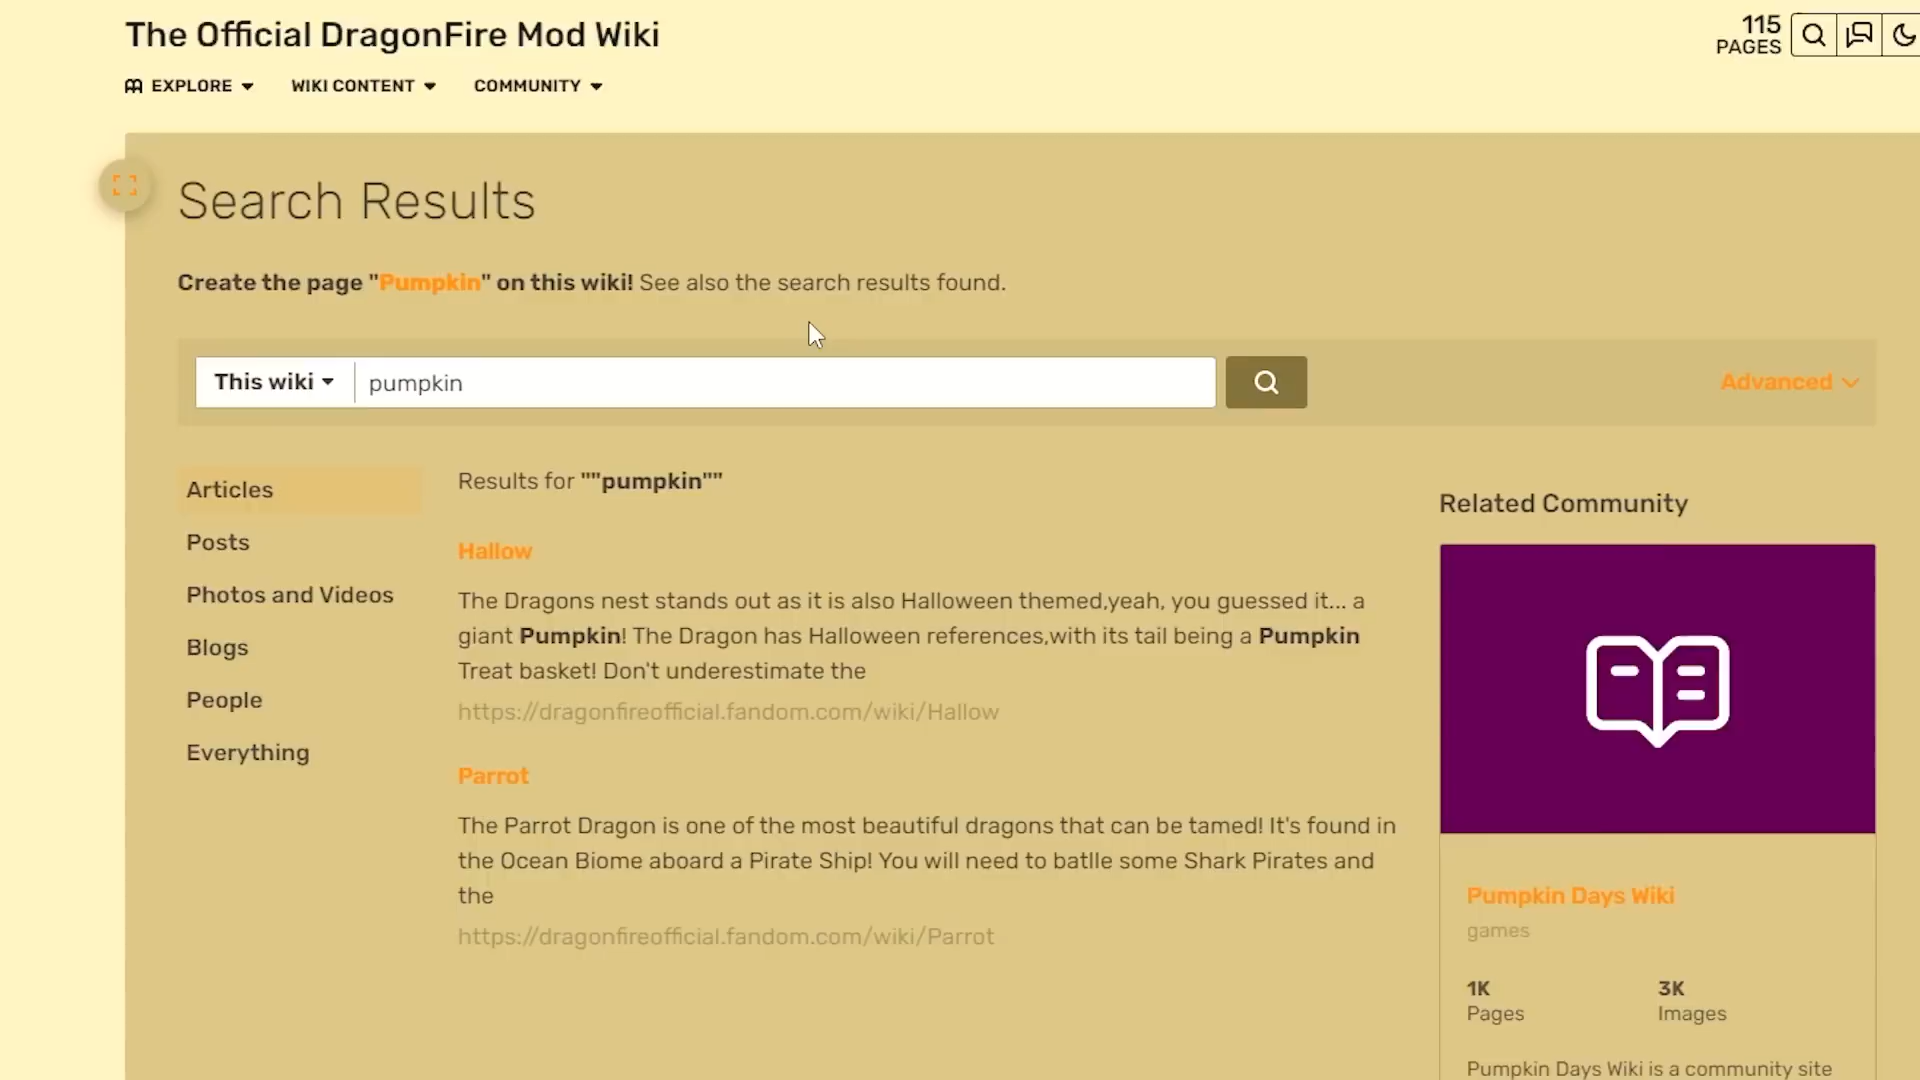 The Official DragonFire Mod Wiki
115
PAGES
EXPLORE
WIKI CONTENT
COMMUNITY
Search Results
Create the page "Pumpkin" on this wiki! See also the search results found.
This wiki
pumpkin
Advanced
Articles
Posts
Photos and Videos
Blogs
People
Everything
Results for ""pumpkin""
Hallow
The Dragons nest stands out as it is also Halloween themed,yeah, you guessed it... a
giant Pumpkin! The Dragon has Halloween references,with its tail being a Pumpkin
Treat basket! Don't underestimate the
https://dragonfireofficial.fandom.com/wiki/Hallow
Parrot
The Parrot Dragon is one of the most beautiful dragons that can be tamed! It's found in
the Ocean Biome aboard a Pirate Ship! You will need to batlle some Shark Pirates and
the
https://dragonfireofficial.fandom.com/wiki/Parrot
Related Community
Pumpkin Days Wiki
games
1K
Pages
3K
Images
Pumpkin Days Wiki is a community site